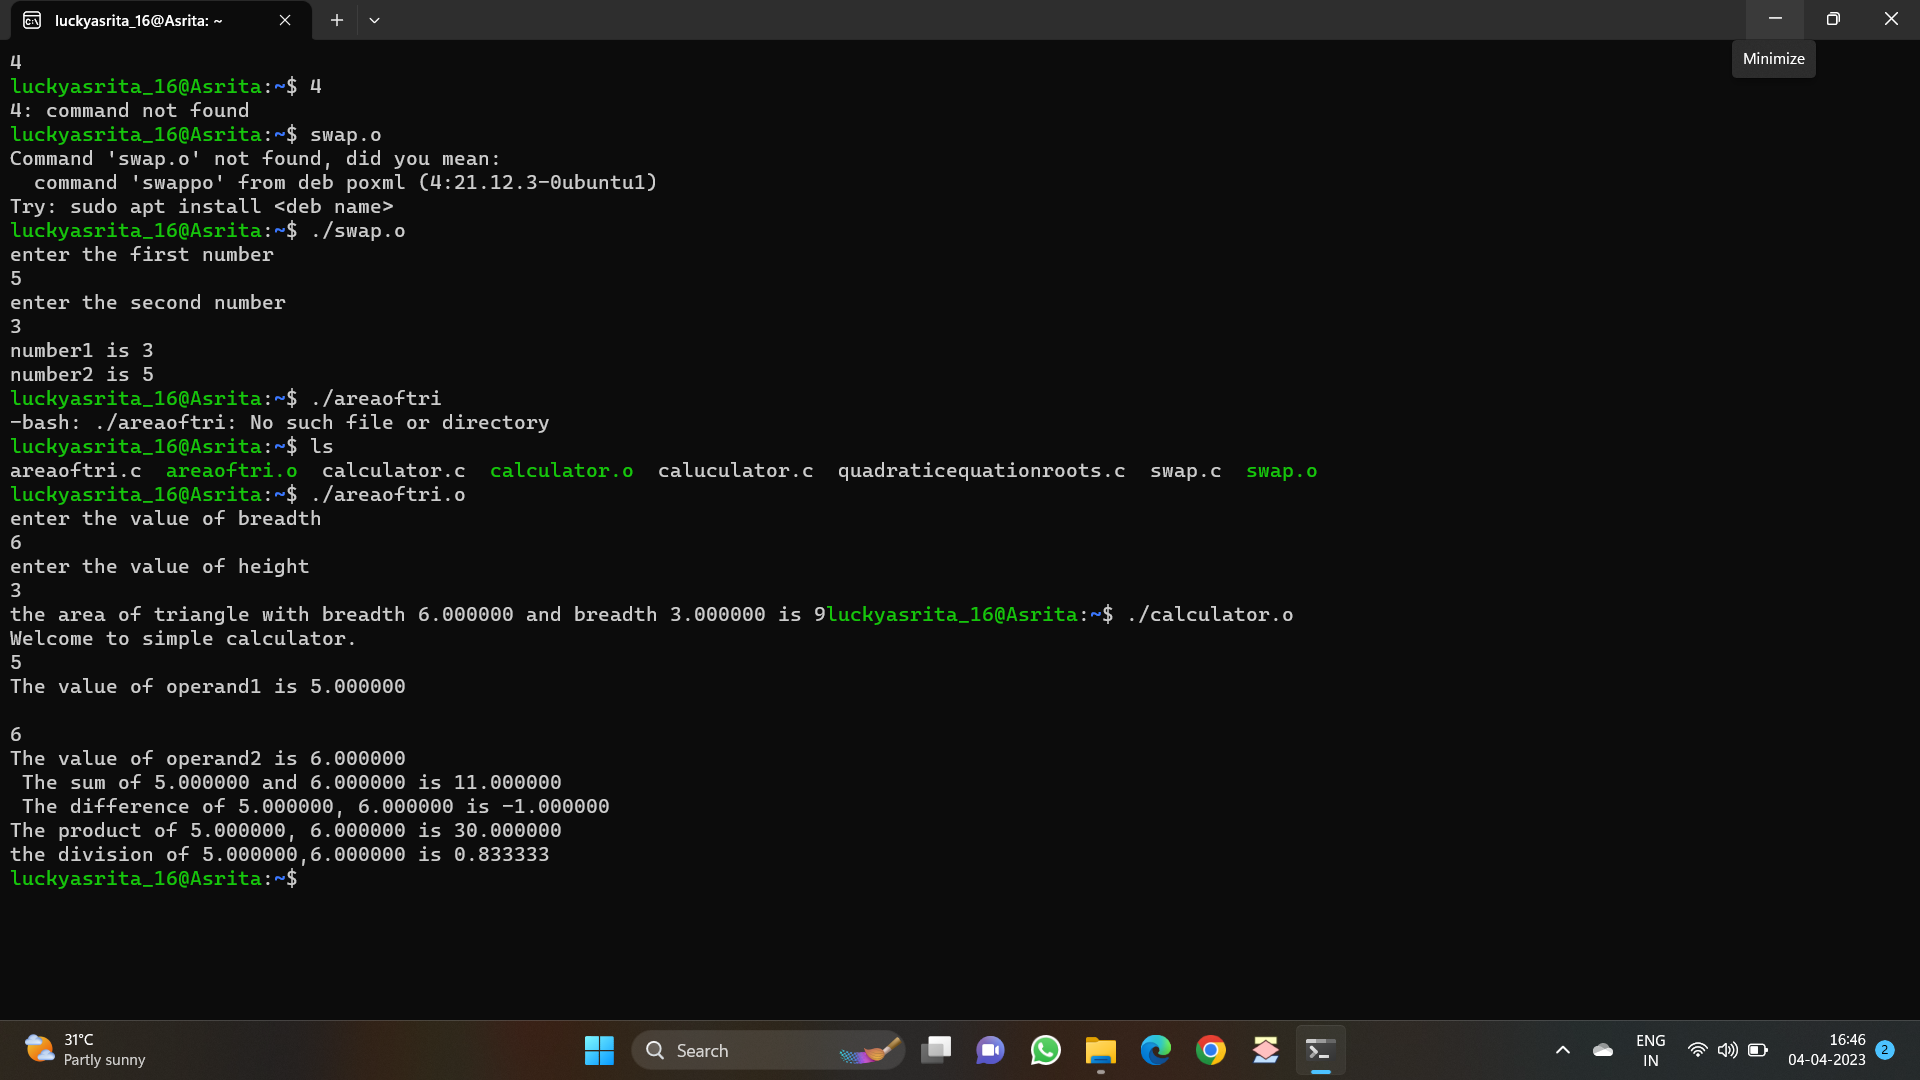 luckyasrita_16@Asrita: ~
Minimize
4
luckyasrita_16@Asrita:~$ 4
4: command not found
luckyasrita_16@Asrita:~$ swap.o
Command 'swap.o' not found, did you mean:
  command 'swappo' from deb poxml (4:21.12.3-0ubuntu1)
Try: sudo apt install <deb name>
luckyasrita_16@Asrita:~$ ./swap.o
enter the first number
5
enter the second number
3
number1 is 3
number2 is 5
luckyasrita_16@Asrita:~$ ./areaoftri
-bash: ./areaoftri: No such file or directory
luckyasrita_16@Asrita:~$ ls
areaoftri.c  areaoftri.o  calculator.c  calculator.o  caluculator.c  quadraticequationroots.c  swap.c  swap.o
luckyasrita_16@Asrita:~$ ./areaoftri.o
enter the value of breadth
6
enter the value of height
3
the area of triangle with breadth 6.000000 and breadth 3.000000 is 9luckyasrita_16@Asrita:~$ ./calculator.o
Welcome to simple calculator.
5
The value of operand1 is 5.000000

6
The value of operand2 is 6.000000
 The sum of 5.000000 and 6.000000 is 11.000000
 The difference of 5.000000, 6.000000 is -1.000000
The product of 5.000000, 6.000000 is 30.000000
the division of 5.000000,6.000000 is 0.833333
luckyasrita_16@Asrita:~$
31°C
Partly sunny
Search
ENG
IN
16:46
04-04-2023
2